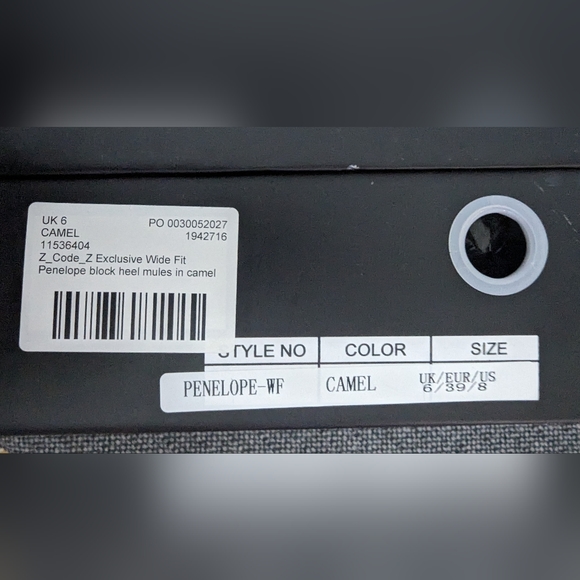 UK 6 PO 0030052027
CAMEL 1942716
11536404
Z_Code_Z Exclusive Wide Fit
Penelope block heel mules in camel
STYLE NO COLOR SIZE
PENELOPE-WF CAMEL UK/EUR/US
6/39/8